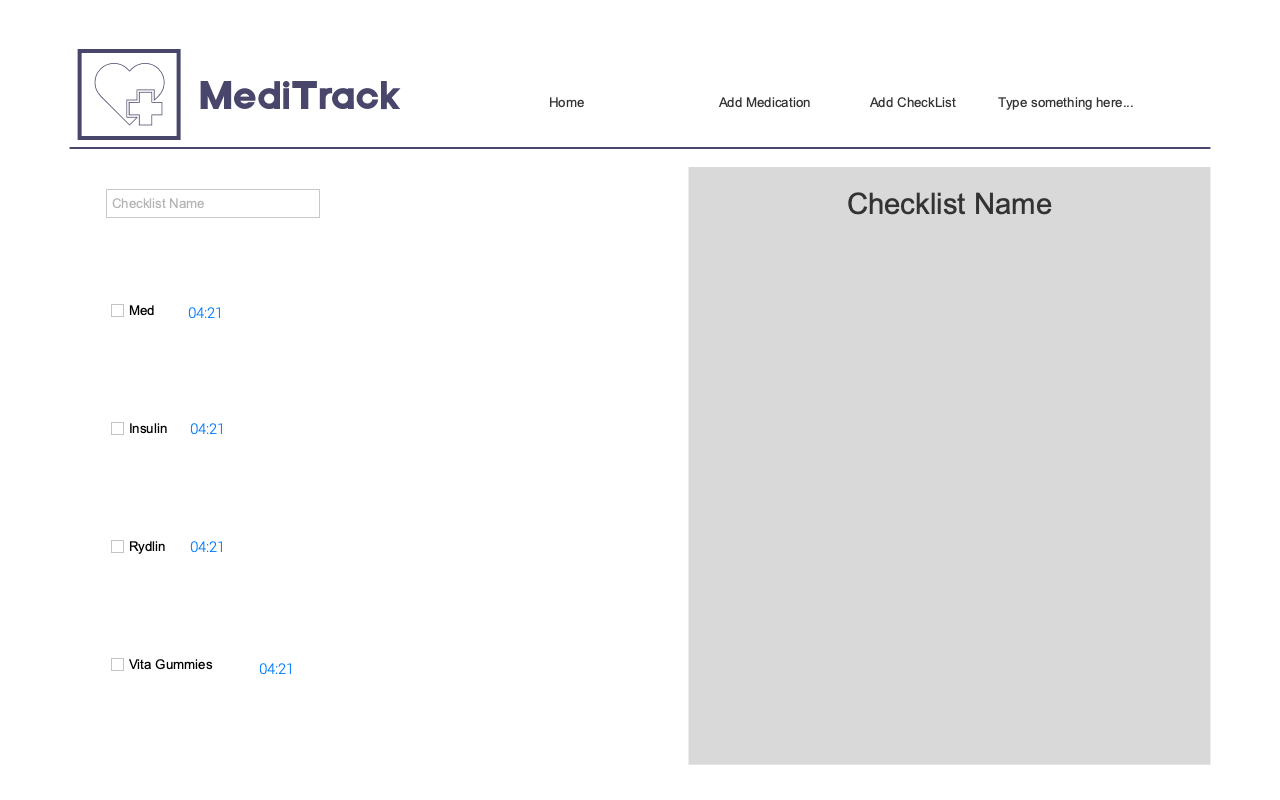 MediTrack
Home
Add Medication
Add CheckList
Type something here...
Checklist Name
Checklist Name
Med 04:21
Insulin 04:21
Rydlin 04:21
Vita Gummies 04:21